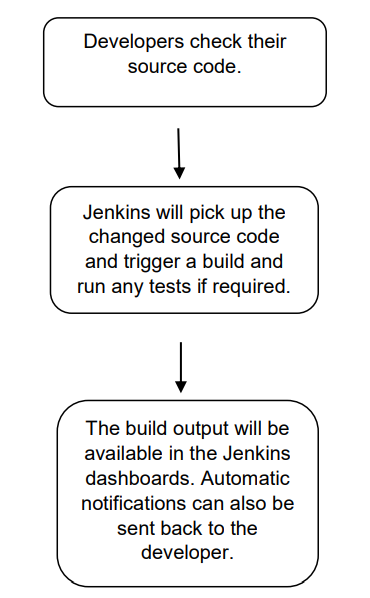 Developers check their
source code.
Jenkins will pick up the
changed source code
and trigger a build and
run any tests if required.
The build output will be
available in the Jenkins
dashboards. Automatic
notifications can also be
sent back to the
developer.